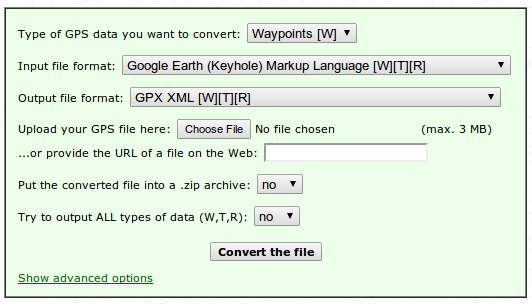 Type of GPS data you want to convert: Waypoints [W]
Input file format: Google Earth (Keyhole) Markup Language [W][T][R]
Output file format: GPX XML [W][T][R]
Upload your GPS file here: Choose File No file chosen (max. 3 MB)
...or provide the URL of a file on the Web:
Put the converted file into a .zip archive: no
Try to output ALL types of data (W,T,R): no
Convert the file
Show advanced options